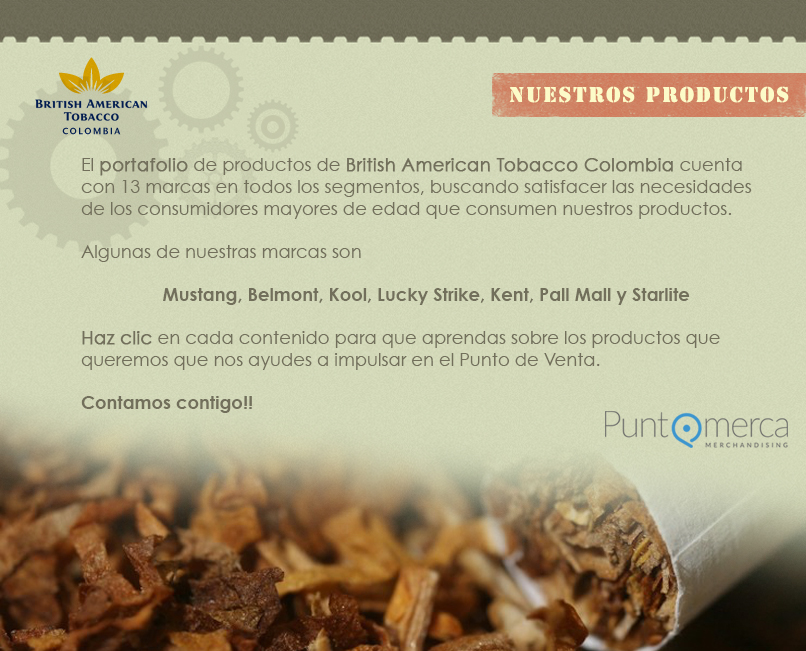 BRITISH AMERICAN
TOBACCO
COLOMBIA
NUESTROS PRODUCTOS
El portafolio de productos de British American Tobacco Colombia cuenta
con 13 marcas en todos los segmentos, buscando satisfacer las necesidades
de los consumidores mayores de edad que consumen nuestros productos.
Algunas de nuestras marcas son
Mustang, Belmont, Kool, Lucky Strike, Kent, Pall Mall y Starlite
Haz clic en cada contenido para que aprendas sobre los productos que
queremos que nos ayudes a impulsar en el Punto de Venta.
Contamos contigo!!
Puntomerca
MERCHANDISING